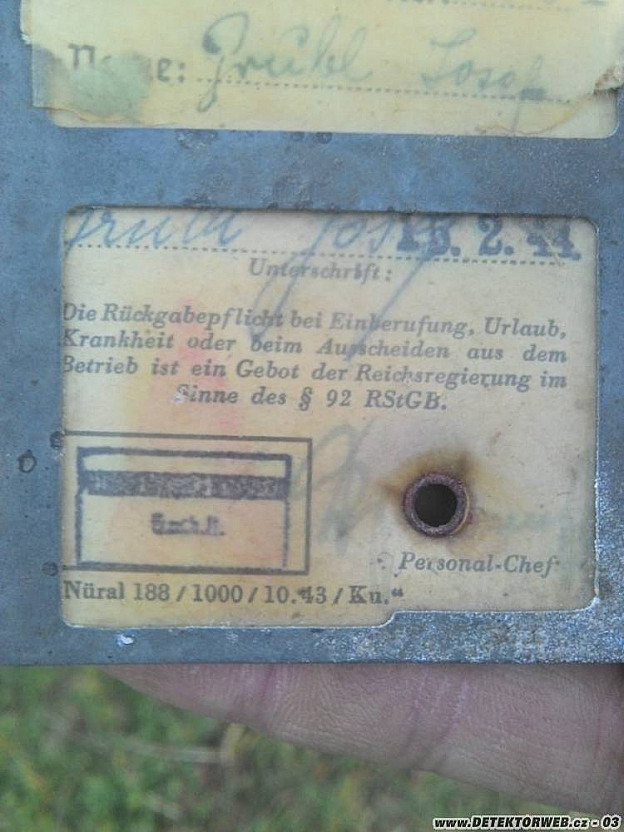 Name: Gruhl Josef
Gruhl Josef 15. 2. 44.
Unterschrift:
Die Rückgabepflicht bei Einberufung, Urlaub,
Krankheit oder beim Ausscheiden aus dem
Betrieb ist ein Gebot der Reichsregierung im
Sinne des § 92 RStGB.
Personal-Chef
Nüral 188 / 1000 / 10. 43 / Ku."
www.DETEKTORWEB.cz - 03